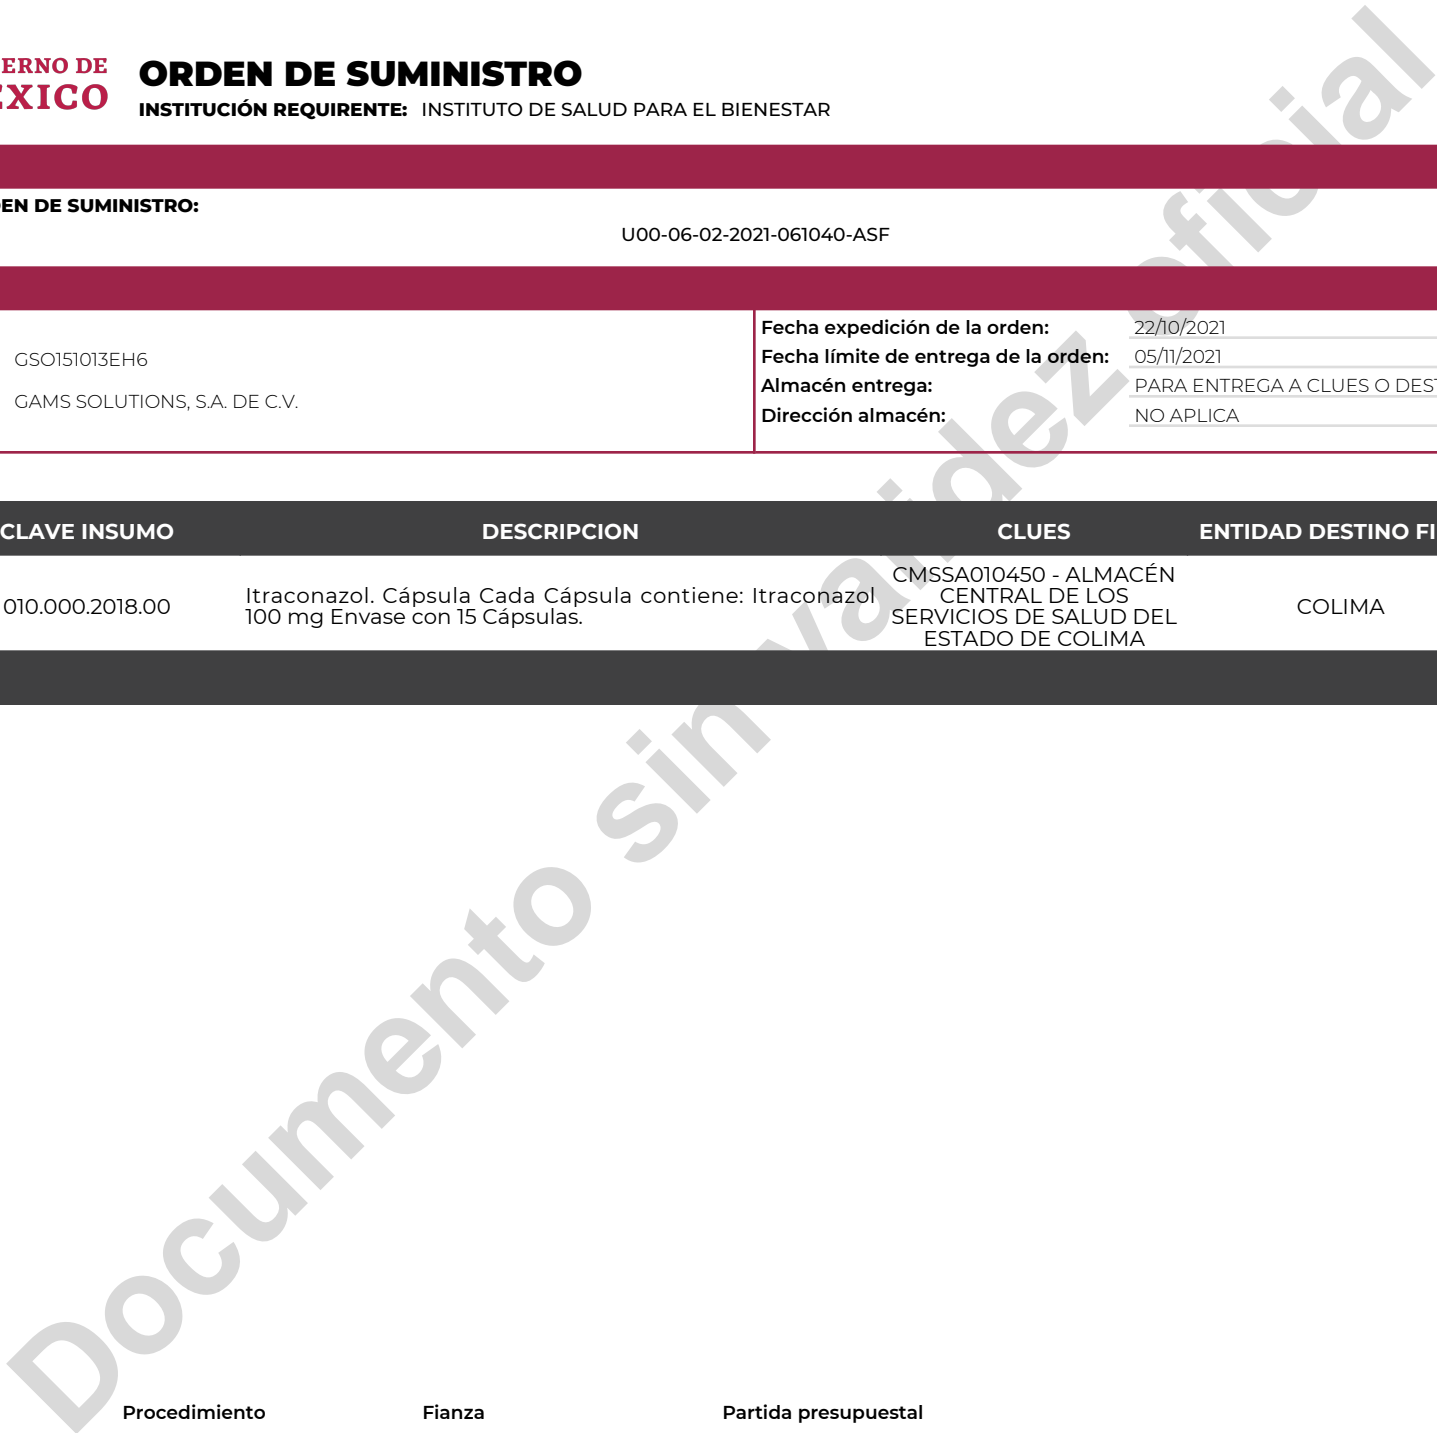 ERNO DE
EXICO
ORDEN DE SUMINISTRO
INSTITUCIÓN REQUIRENTE: INSTITUTO DE SALUD PARA EL BIENESTAR
EN DE SUMINISTRO:
U00-06-02-2021-061040-ASF
GSO151013EH6
GAMS SOLUTIONS, S.A. DE C.V.
Fecha expedición de la orden: 22/10/2021
Fecha límite de entrega de la orden: 05/11/2021
Almacén entrega: PARA ENTREGA A CLUES O DEST
Dirección almacén: NO APLICA
CLAVE INSUMO DESCRIPCION CLUES ENTIDAD DESTINO FI
010.000.2018.00
Itraconazol. Cápsula Cada Cápsula contiene: Itraconazol
100 mg Envase con 15 Cápsulas.
CMSSA010450 - ALMACÉN
CENTRAL DE LOS
SERVICIOS DE SALUD DEL
ESTADO DE COLIMA
COLIMA
Documento sin validez oficial
Procedimiento Fianza Partida presupuestal